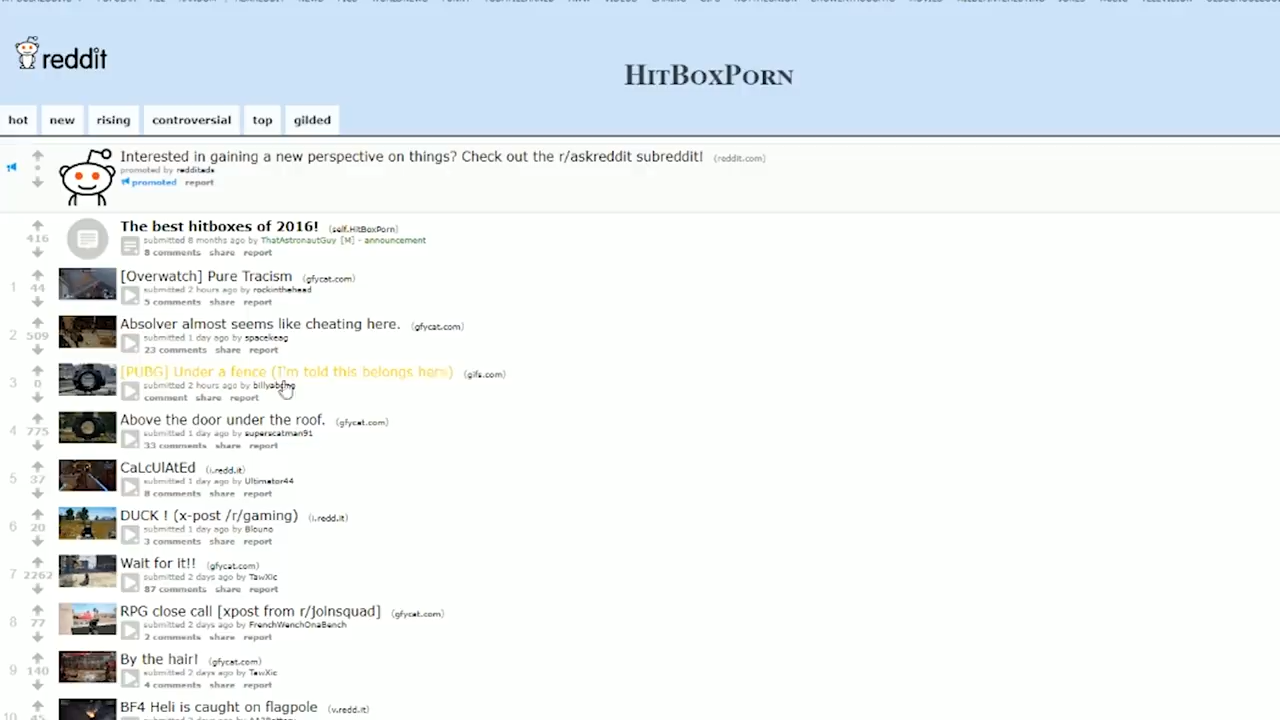 reddit
HitBoxPorn
hot new rising controversial top gilded
Interested in gaining a new perspective on things? Check out the r/askreddit subreddit! (reddit.com)
promoted by redditads
promoted report
416
The best hitboxes of 2016! (self.HitBoxPorn)
submitted 8 months ago by ThatAstronautGuy [M] - announcement
8 comments share report
1 44
[Overwatch] Pure Tracism (gfycat.com)
submitted 2 hours ago by rockinthehead
5 comments share report
2 509
Absolver almost seems like cheating here. (gfycat.com)
submitted 1 day ago by spacekeag
23 comments share report
3 0
[PUBG] Under a fence (I'm told this belongs here) (gifs.com)
submitted 2 hours ago by
comment share report
4 775
Above the door under the roof. (gfycat.com)
submitted 1 day ago by superscatman91
33 comments share report
5 37
CaLcUlAtEd (i.redd.it)
submitted 1 day ago by Ultimator44
8 comments share report
6 20
DUCK ! (x-post /r/gaming) (i.redd.it)
submitted 1 day ago by Blouno
3 comments share report
7 2262
Wait for it!! (gfycat.com)
submitted 2 days ago by TawXic
87 comments share report
8 77
RPG close call [xpost from r/joinsquad] (gfycat.com)
submitted 2 days ago by FrenchWenchOnaBench
2 comments share report
9 140
By the hair! (gfycat.com)
submitted 2 days ago by TawXic
4 comments share report
10 45
BF4 Heli is caught on flagpole (v.redd.it)